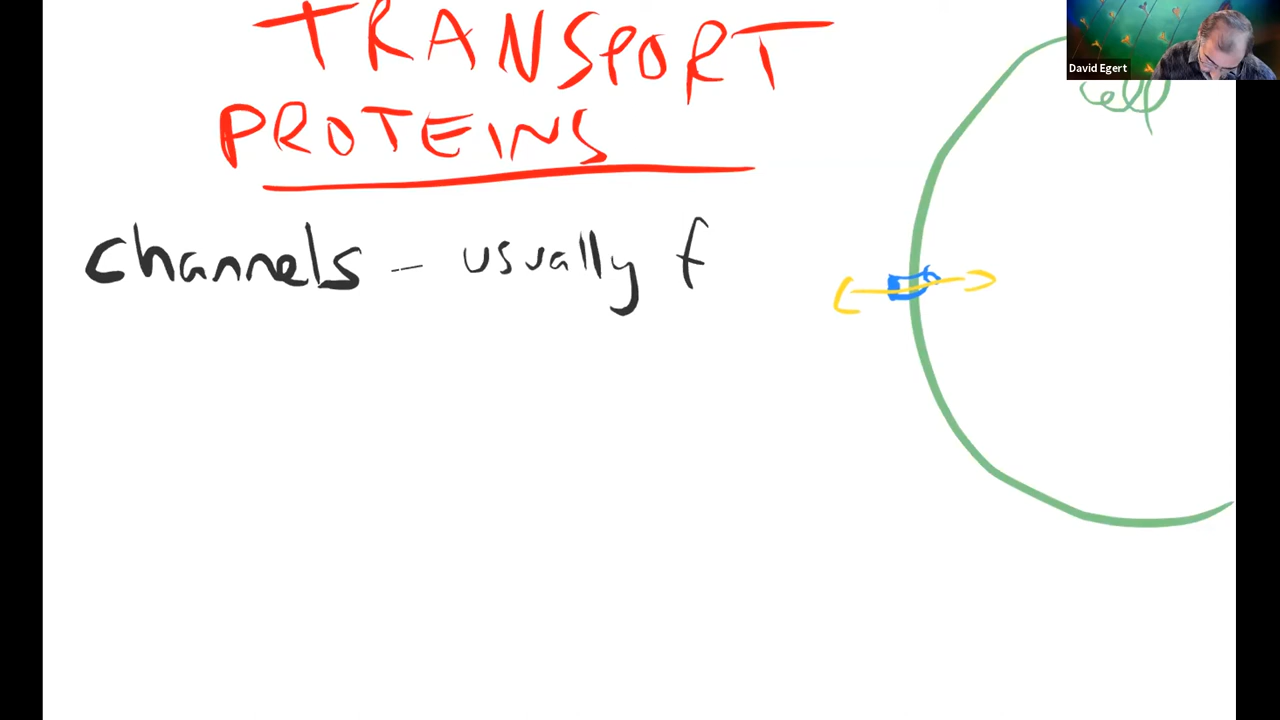 TRANSPORT
PROTEINS
channels - usually f
cell
David Egert